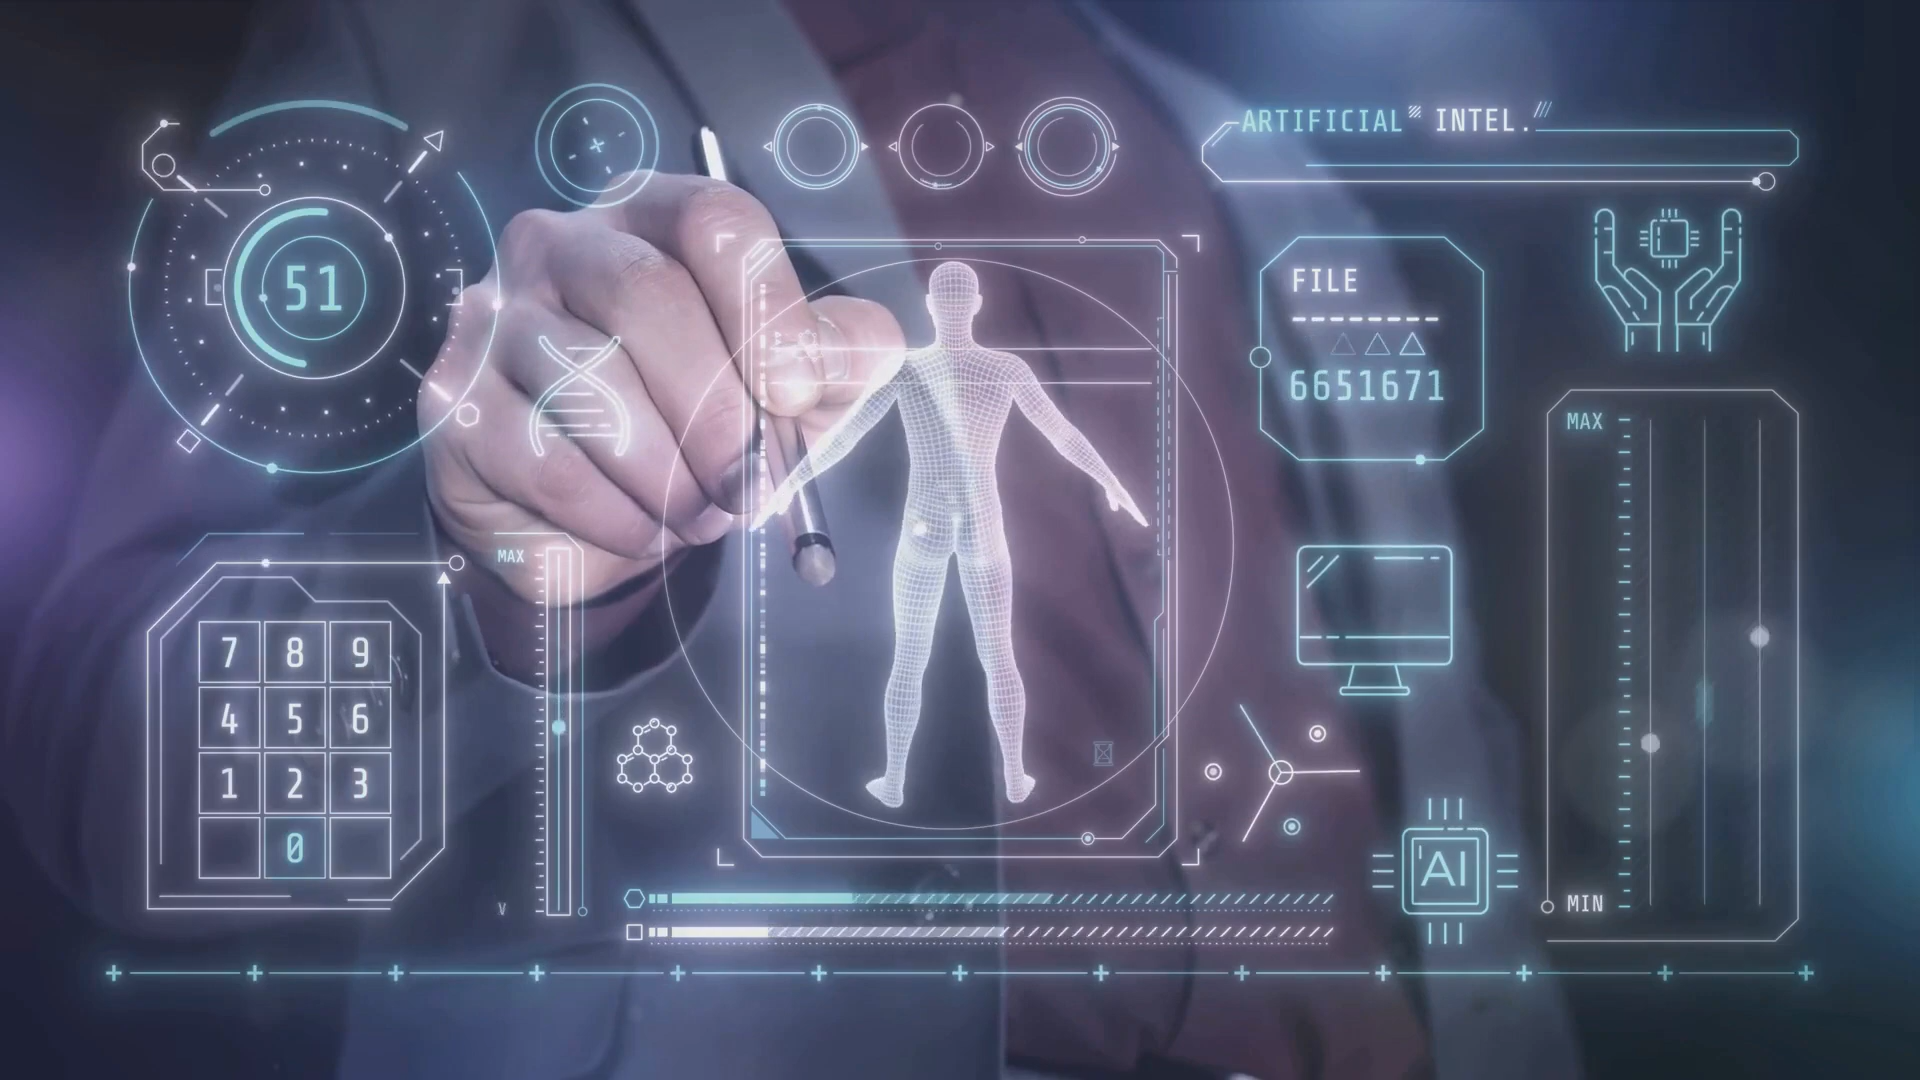 ARTIFICIAL" INTEL.
51
FILE
6651671
MAX
MAX
7 8 9
4 5 6
1 2 3
0
AI
V
MIN